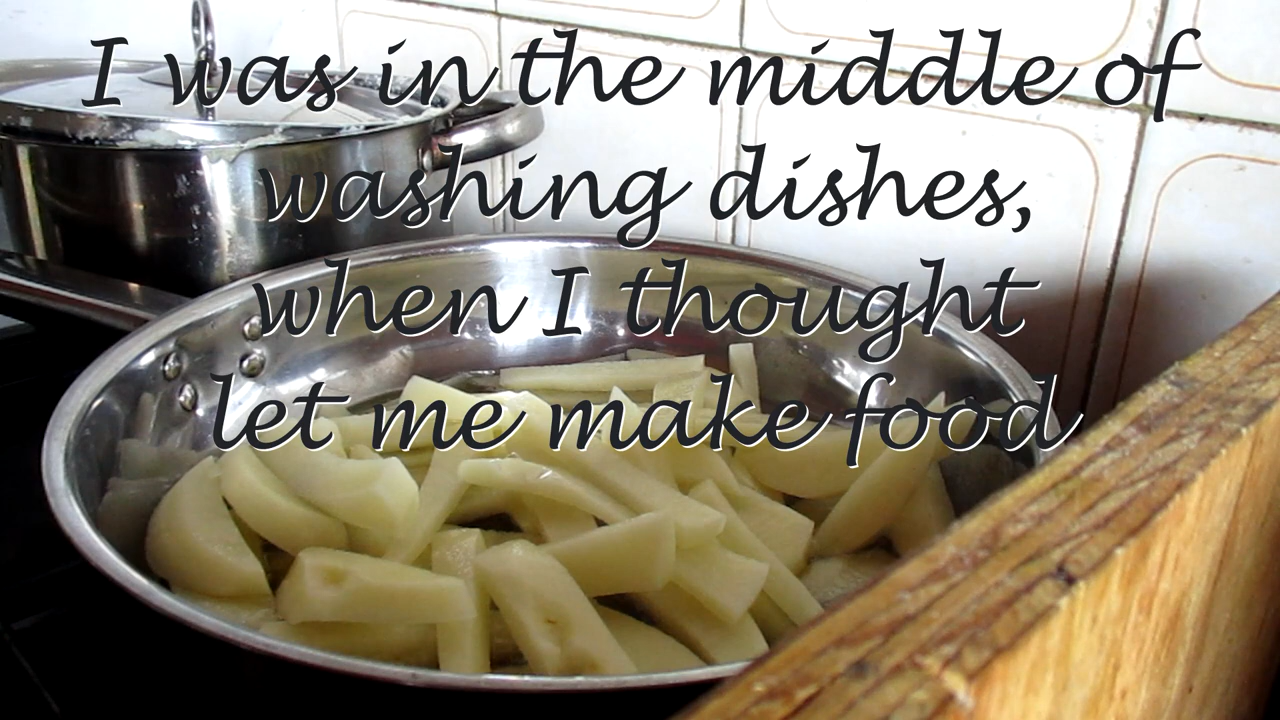 I was in the middle of
washing dishes,
when I thought
let me make food